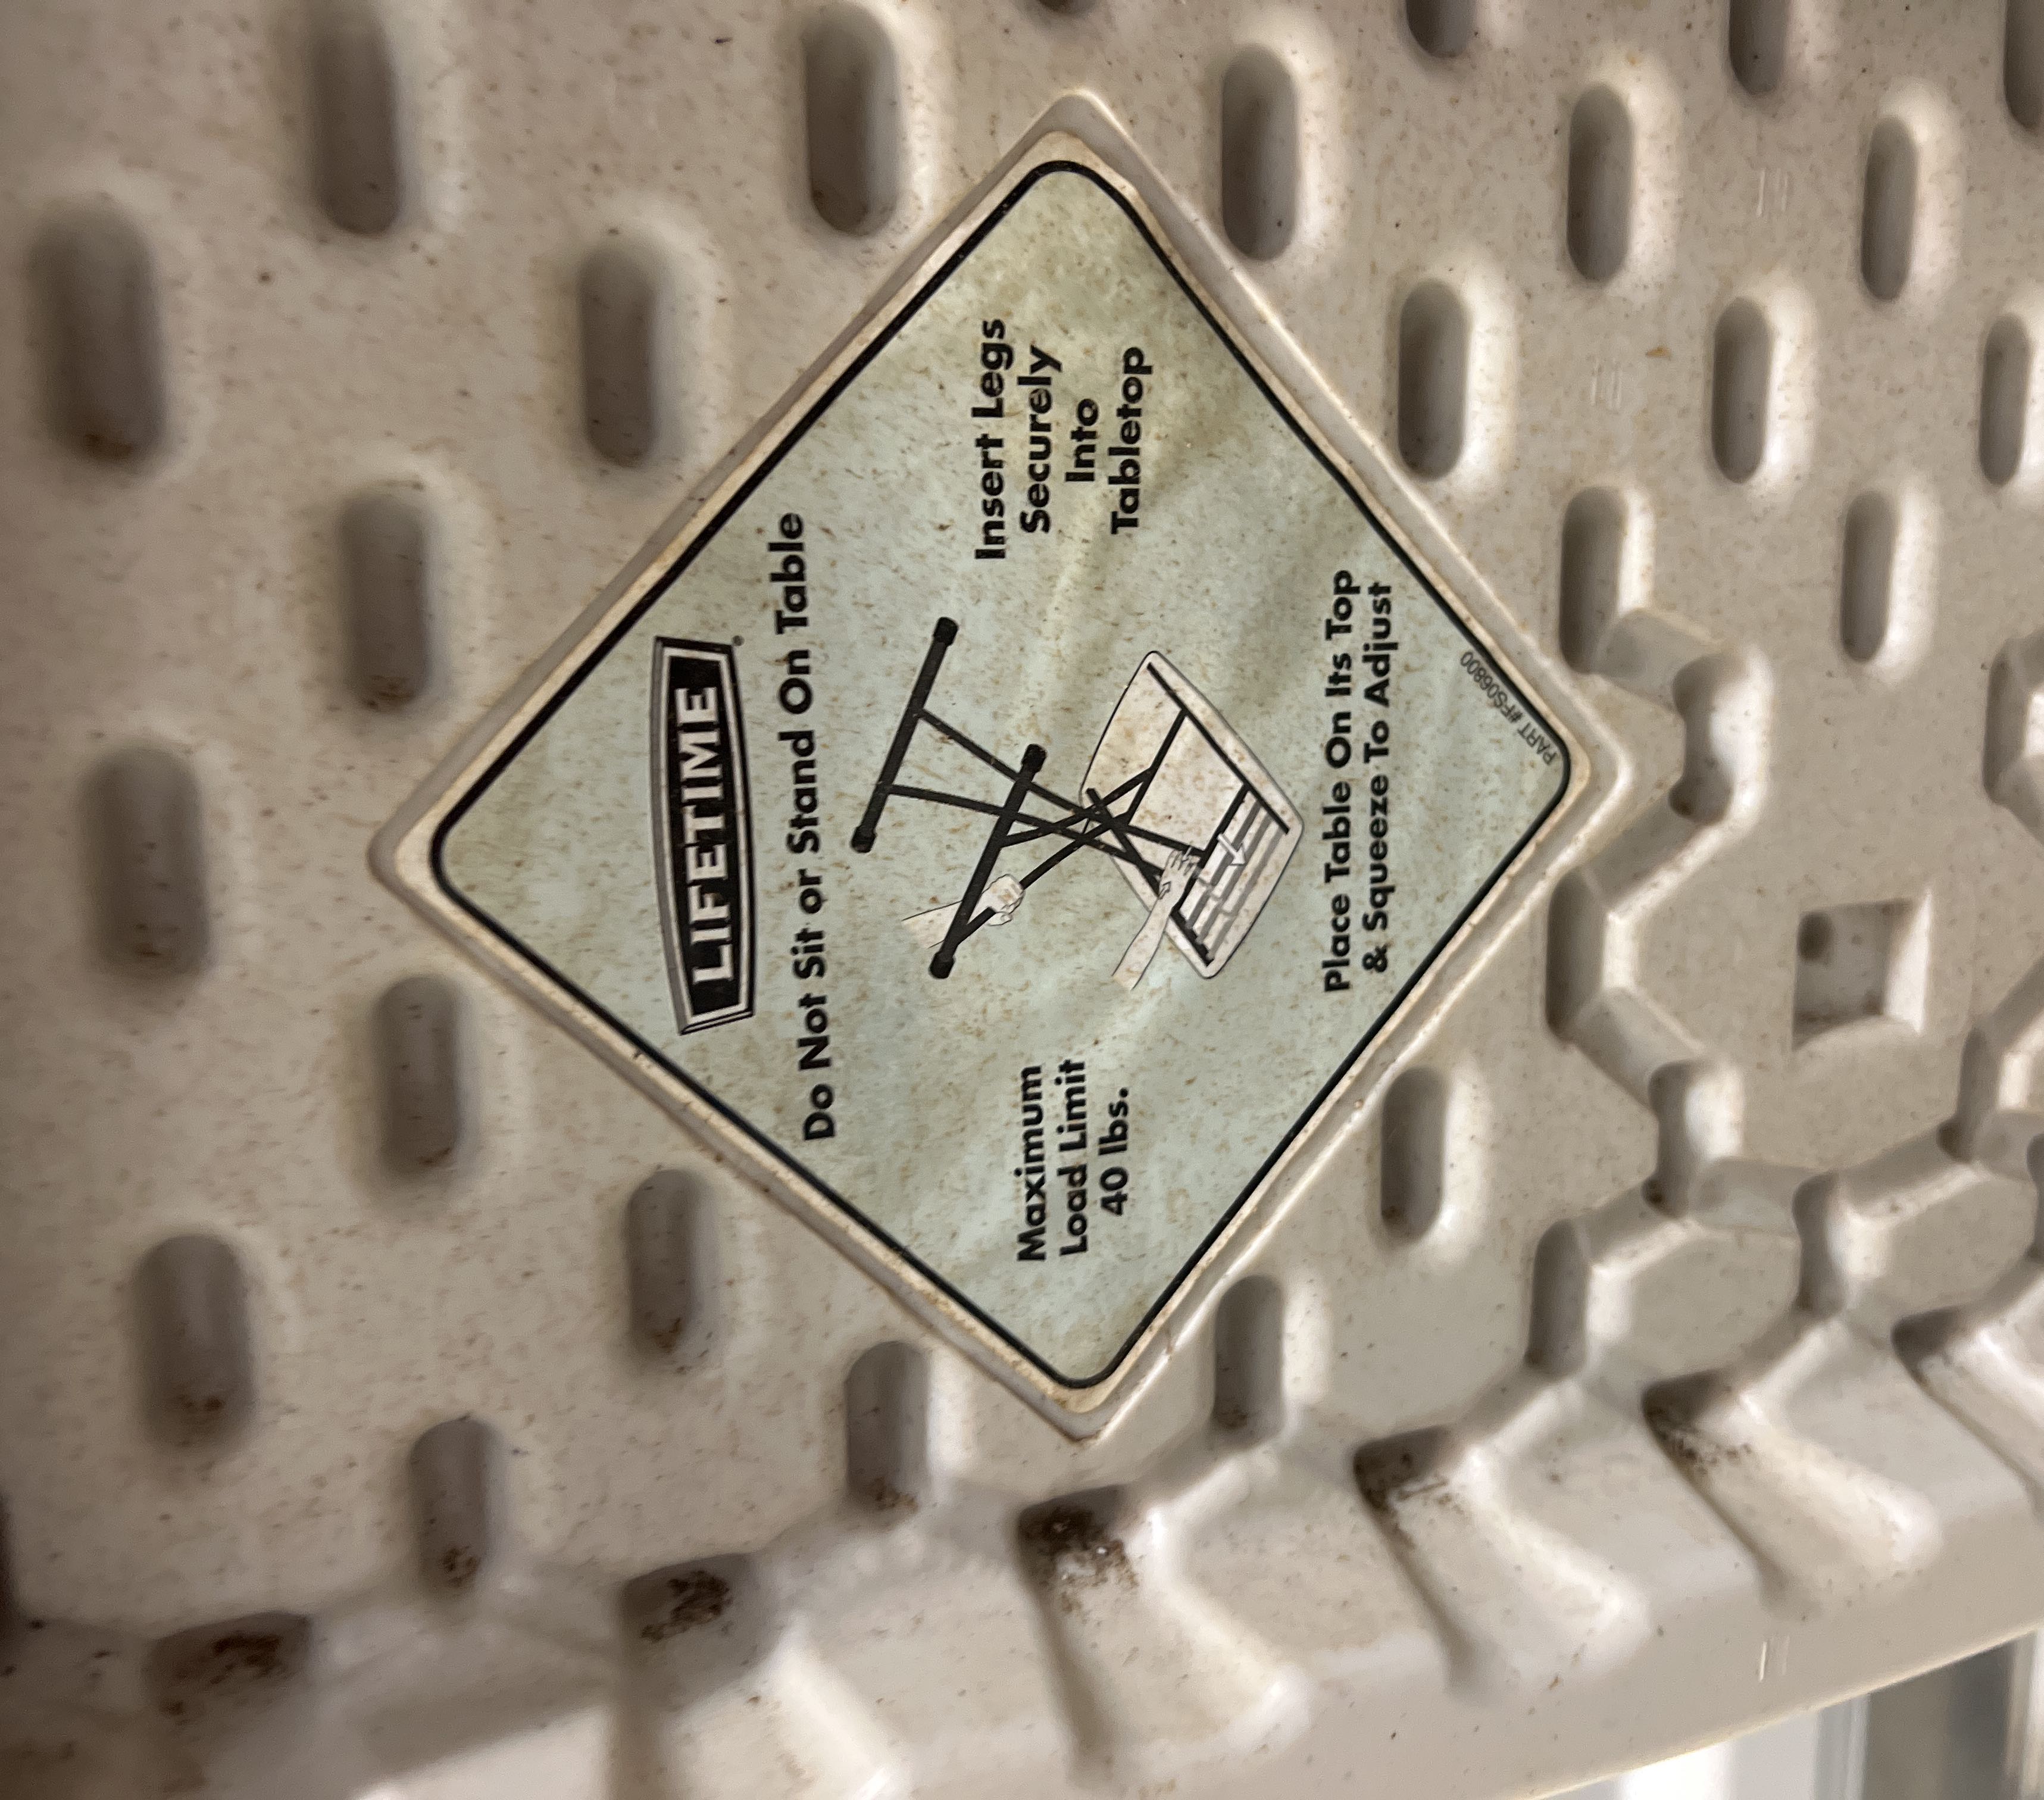 LIFETIME®
Do Not Sit or Stand On Table
Maximum
Load Limit
40 lbs.
Insert Legs
Securely
Into
Tabletop
Place Table On Its Top
& Squeeze To Adjust
PART #FS06800